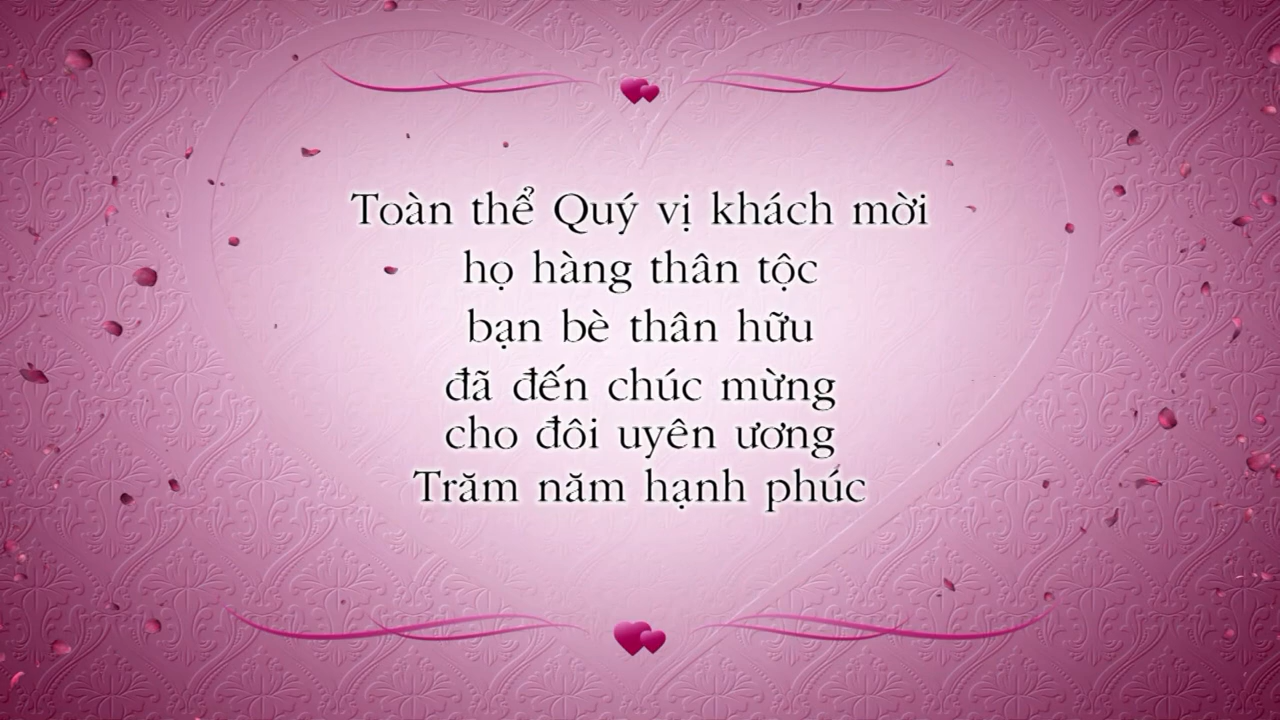 Toàn thể Quý vị khách mời
họ hàng thân tộc
bạn bè thân hữu
đã đến chúc mừng
cho đôi uyên ương
Trăm năm hạnh phúc